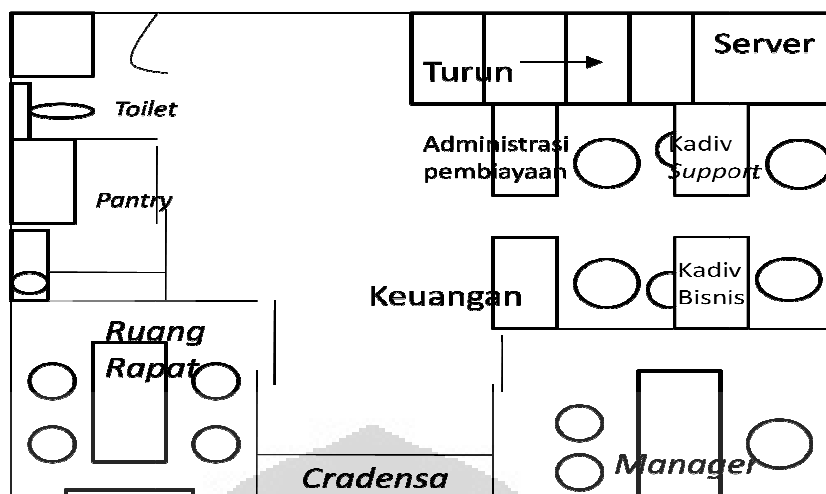 Server
Turun
Toilet
Administrasi
pembiayaan
Kadiv
Support
Pantry
Keuangan
Kadiv
Bisnis
Ruang
Rapat
Manager
Cradensa